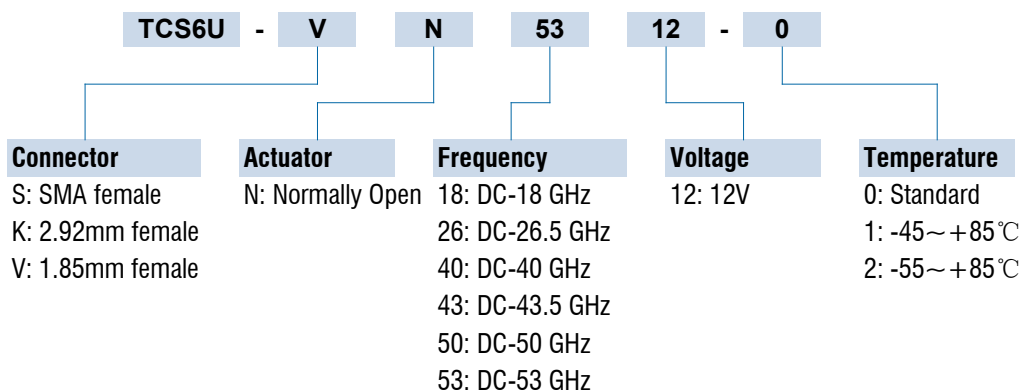 TCS6U - V N 53 12 - 0
Connector Actuator Frequency Voltage Temperature
S: SMA female N: Normally Open 18: DC-18 GHz 12: 12V 0: Standard
K: 2.92mm female 26: DC-26.5 GHz 1: -45~+85℃
V: 1.85mm female 40: DC-40 GHz 2: -55~+85℃
43: DC-43.5 GHz
50: DC-50 GHz
53: DC-53 GHz